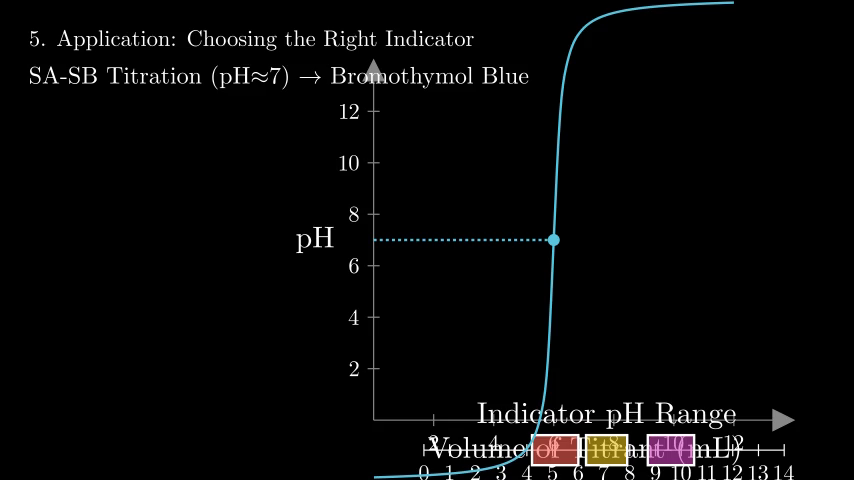 5. Application: Choosing the Right Indicator
SA-SB Titration (pH≈7) → Bromothymol Blue
12
10
8
pH
6
4
2
Indicator pH Range
2 4 6 8 10 12
Volume of Titrant (mL)
0 1 2 3 4 5 6 7 8 9 10 11 12 13 14